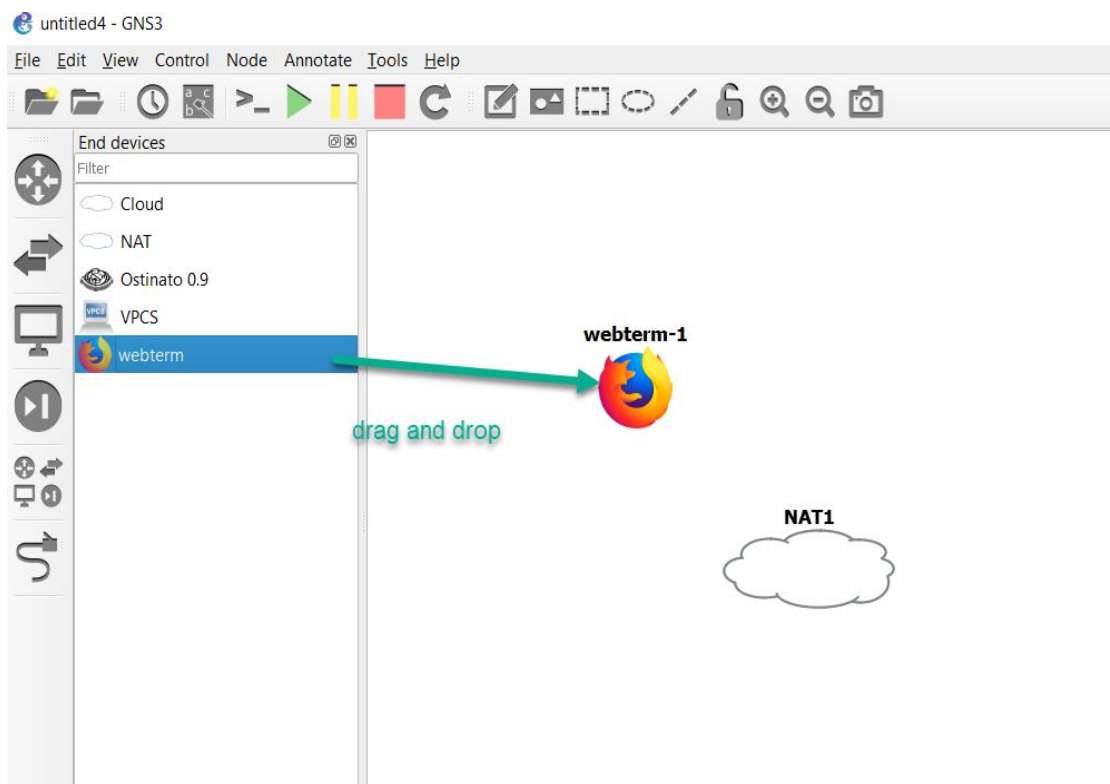 untitled4 - GNS3
File Edit View Control Node Annotate Tools Help
End devices
Filter
Cloud
NAT
Ostinato 0.9
VPCS
webterm
webterm-1
drag and drop
NAT1